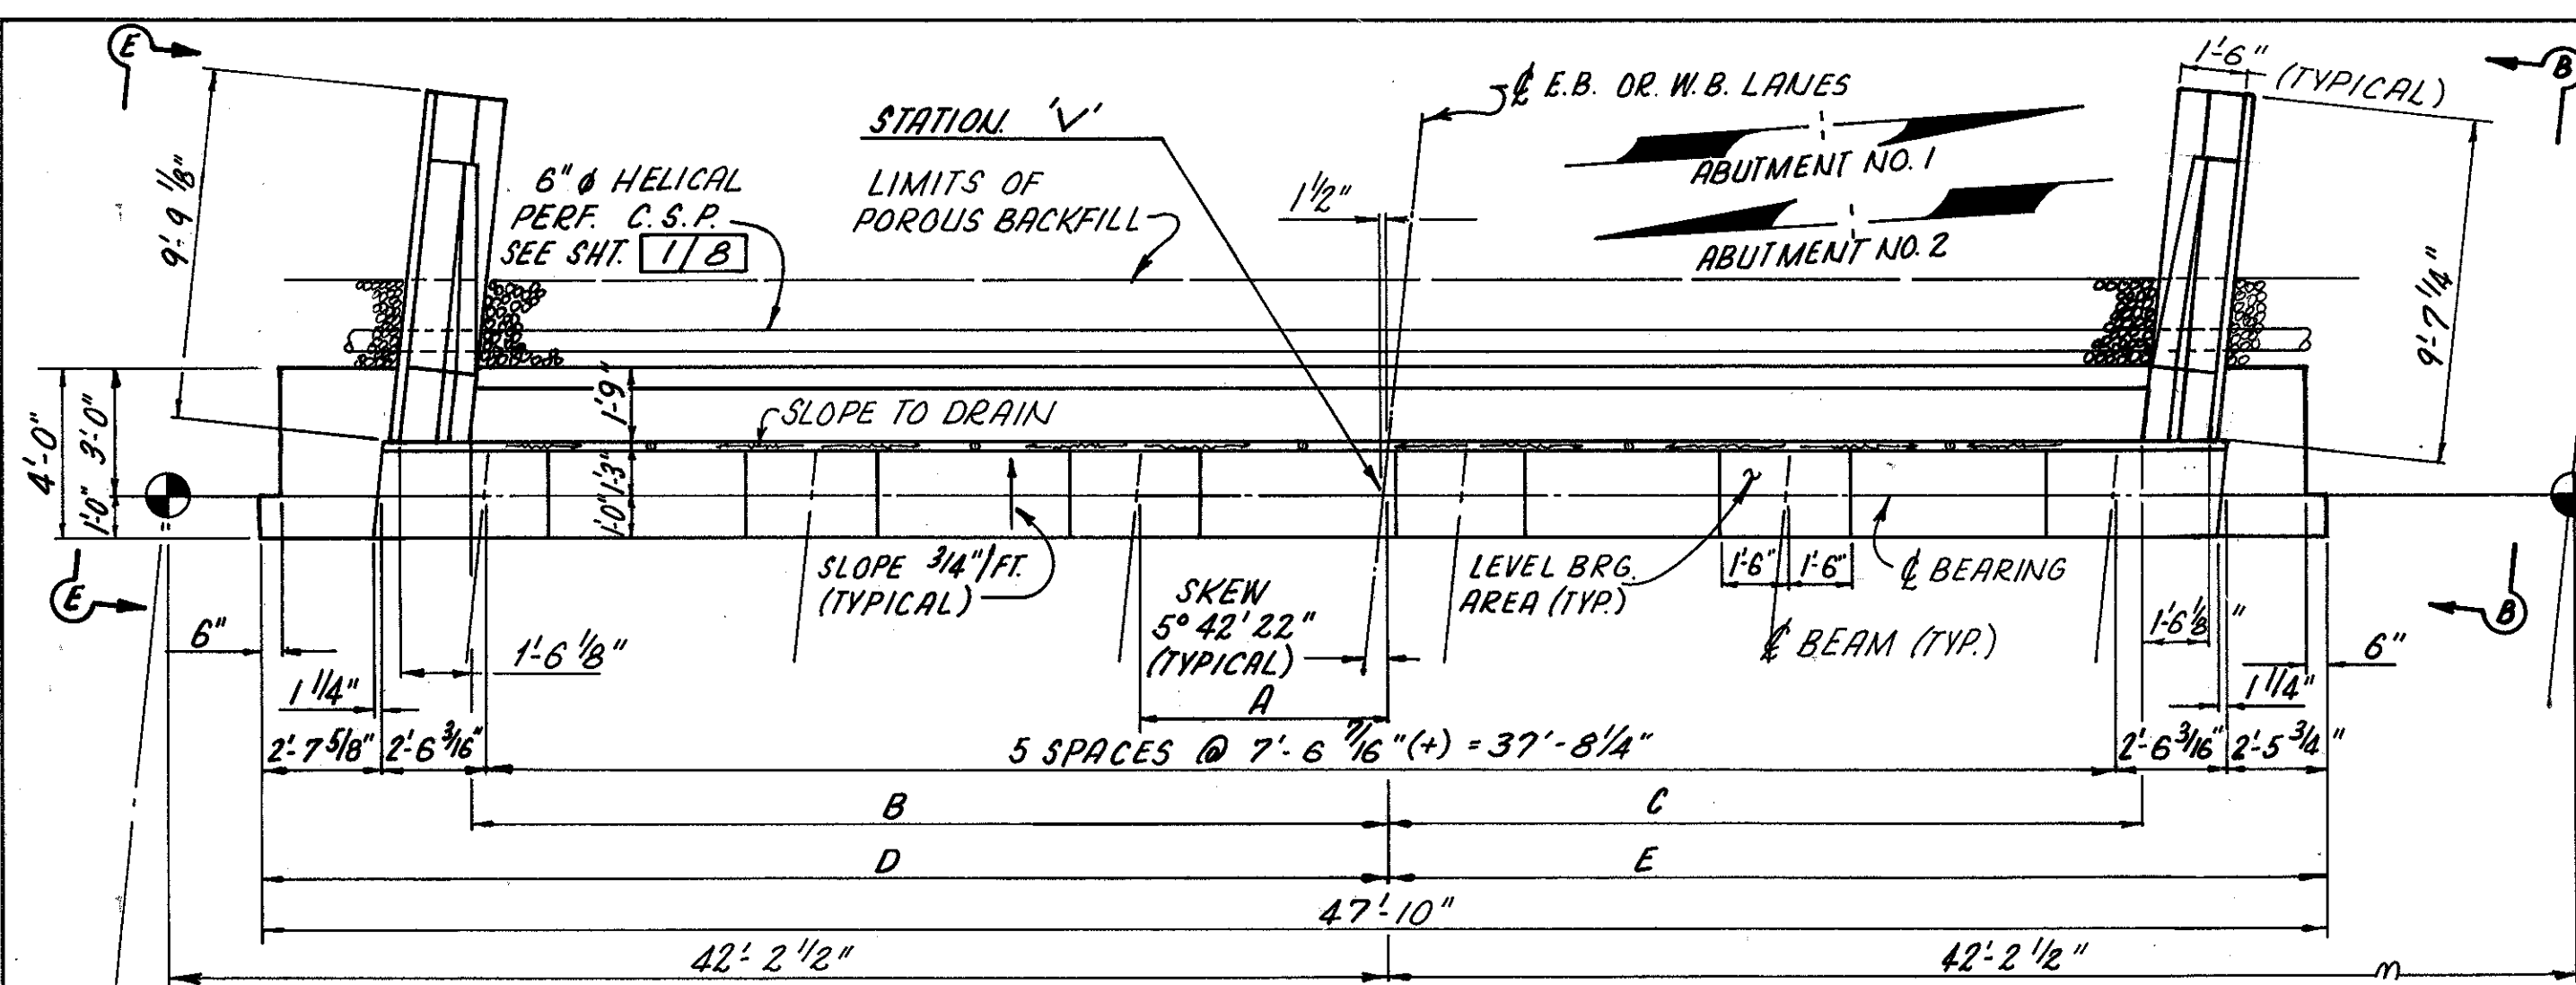 E
B
1'-6"
(TYPICAL)
℄ E.B. OR W.B. LANES
STATION 'V'
ABUTMENT NO. 1
ABUTMENT NO. 2
9'-9 1/8"
6" ø HELICAL
PERF. C.S.P.
SEE SHT. 1/8
LIMITS OF
POROUS BACKFILL
1 1/2"
9'-7 1/4"
4'-0"
3'-0"
1'-0"
1'-9"
SLOPE TO DRAIN
1'-3"
1'-0"
SLOPE 3/4"/FT.
(TYPICAL)
SKEW
5° 42' 22"
(TYPICAL)
LEVEL BRG.
AREA (TYP.)
1'-6"
1'-6"
℄ BEARING
℄ BEAM (TYP.)
E
B
6"
1'-6 1/8"
1'-6 1/8"
6"
1 1/4"
1 1/4"
A
2'-7 5/8"
2'-6 3/16"
5 SPACES @ 7'-6 7/16"(+) = 37'-8 1/4"
2'-6 3/16"
2'-5 3/4"
B
C
D
E
47'-10"
42'-2 1/2"
42'-2 1/2"